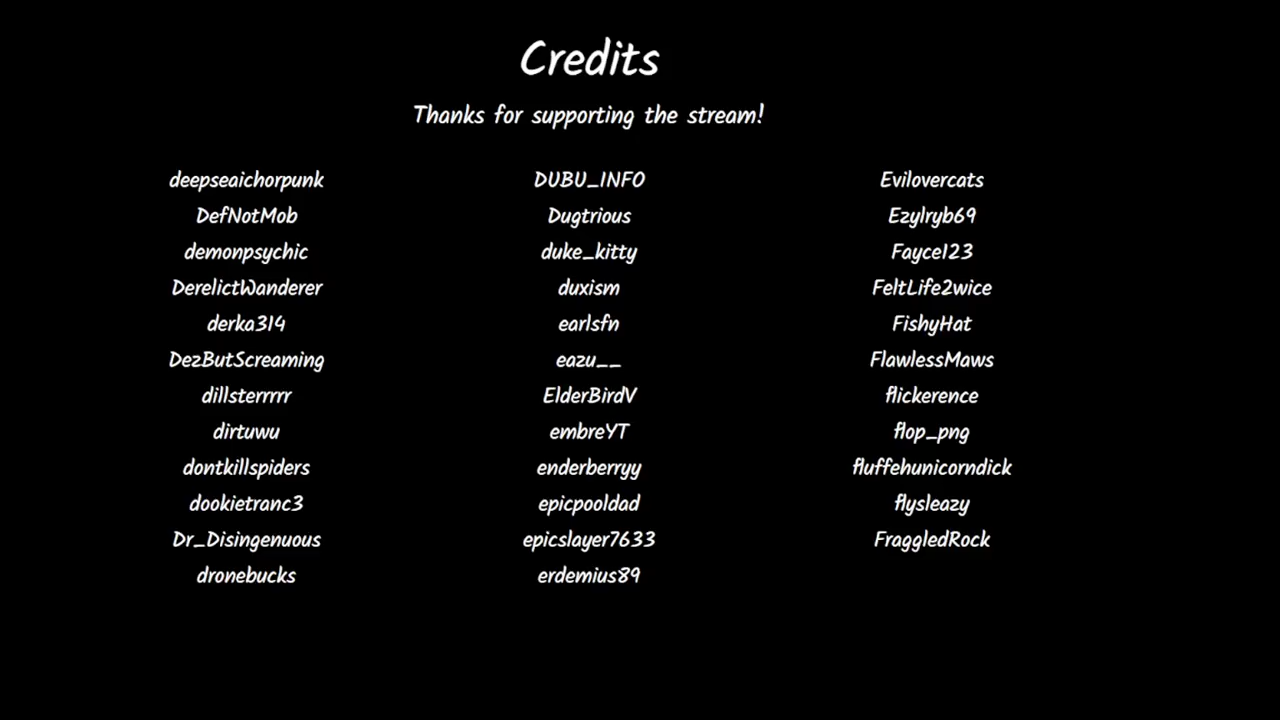 Credits
Thanks for supporting the stream!
deepseaichorpunk
DefNotMob
demonpsychic
DerelictWanderer
derka314
DezButScreaming
dillsterrrrr
dirtuwu
dontkillspiders
dookietranc3
Dr_Disingenuous
dronebucks
DUBU_INFO
Dugtrious
duke_kitty
duxism
earlsfn
eazu__
ElderBirdV
embreYT
enderberryy
epicpooldad
epicslayer7633
erdemius89
Evilovercats
Ezylryb69
Fayce123
FeltLife2wice
FishyHat
FlawlessMaws
flickerence
flop_png
fluffehunicorndick
flysleazy
FraggledRock